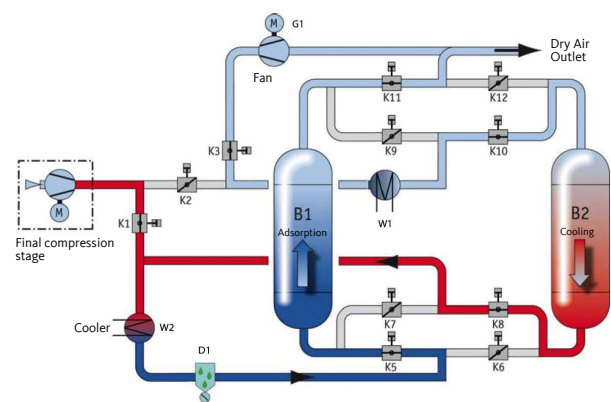 M
G1
Fan
Dry Air
Outlet
K11
K12
K3
K9
K10
K2
M
K1
W1
B1
Adsorption
B2
Cooling
Final compression
stage
Cooler
W2
K7
K8
D1
K5
K6